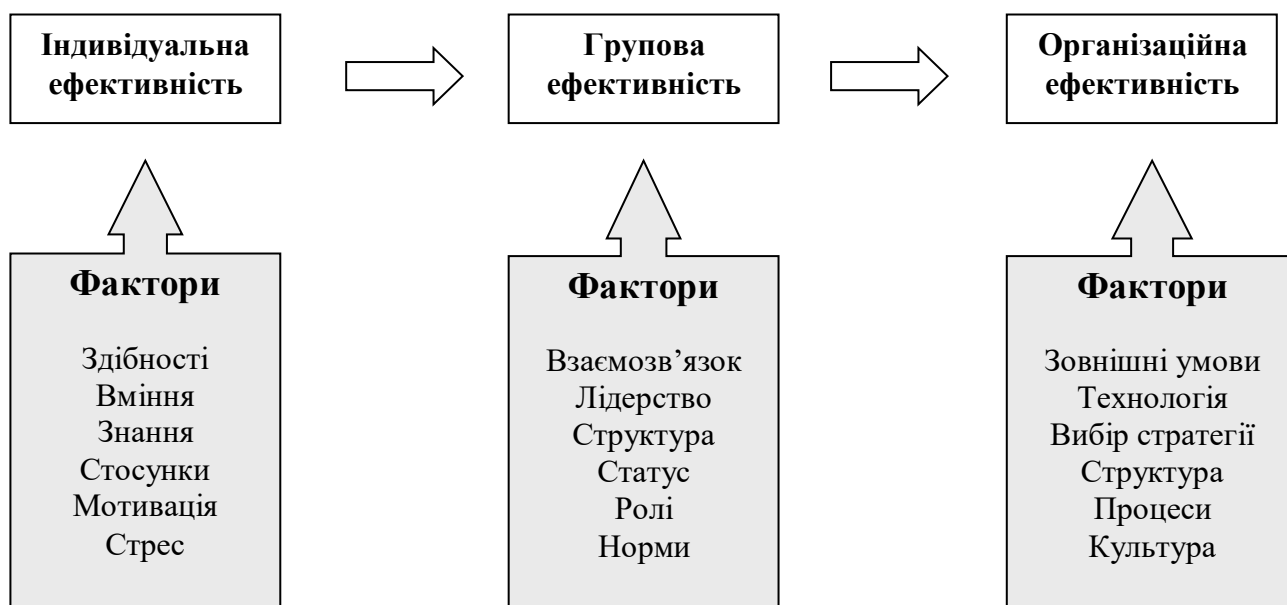 Індивідуальна
ефективність
Групова
ефективність
Організаційна
ефективність
Фактори
Здібності
Вміння
Знання
Стосунки
Мотивація
Стрес
Фактори
Взаємозв’язок
Лідерство
Структура
Статус
Ролі
Норми
Фактори
Зовнішні умови
Технологія
Вибір стратегії
Структура
Процеси
Культура